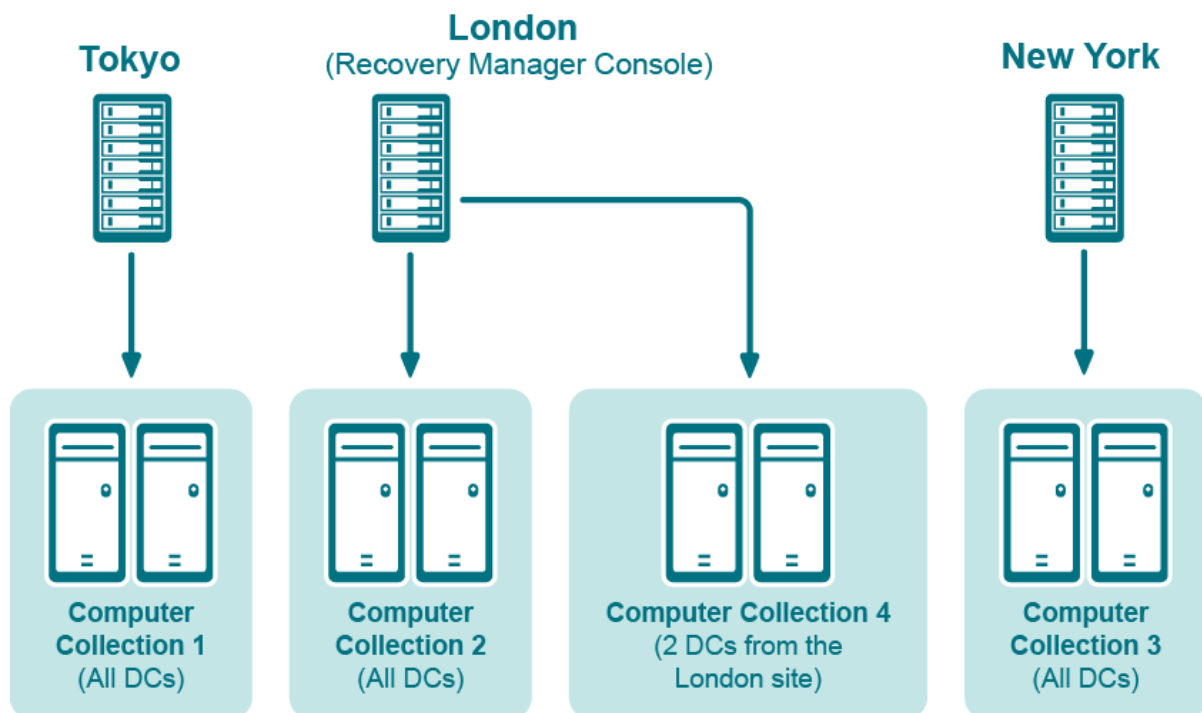 Tokyo
London
(Recovery Manager Console)
New York
Computer
Collection 1
(All DCs)
Computer
Collection 2
(All DCs)
Computer Collection 4
(2 DCs from the
London site)
Computer
Collection 3
(All DCs)